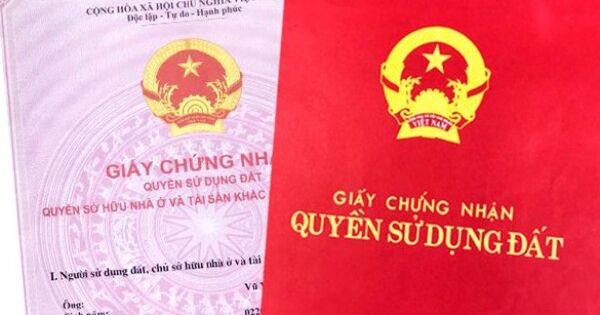 CỘNG HÒA XÃ HỘI CHỦ NGHĨA VIỆ
Độc lập - Tự do - Hạnh phúc
GIẤY CHỨNG NHẬ
QUYỀN SỬ DỤNG ĐẤT
QUYỀN SỞ HỮU NHÀ Ở VÀ TÀI SẢN KHÁC
I. Người sử dụng đất, chủ sở hữu nhà ở và tài
Ông:
Vũ V
022
VIỆT NAM
GIẤY CHỨNG NHẬN
QUYỀN SỬ DỤNG ĐẤT